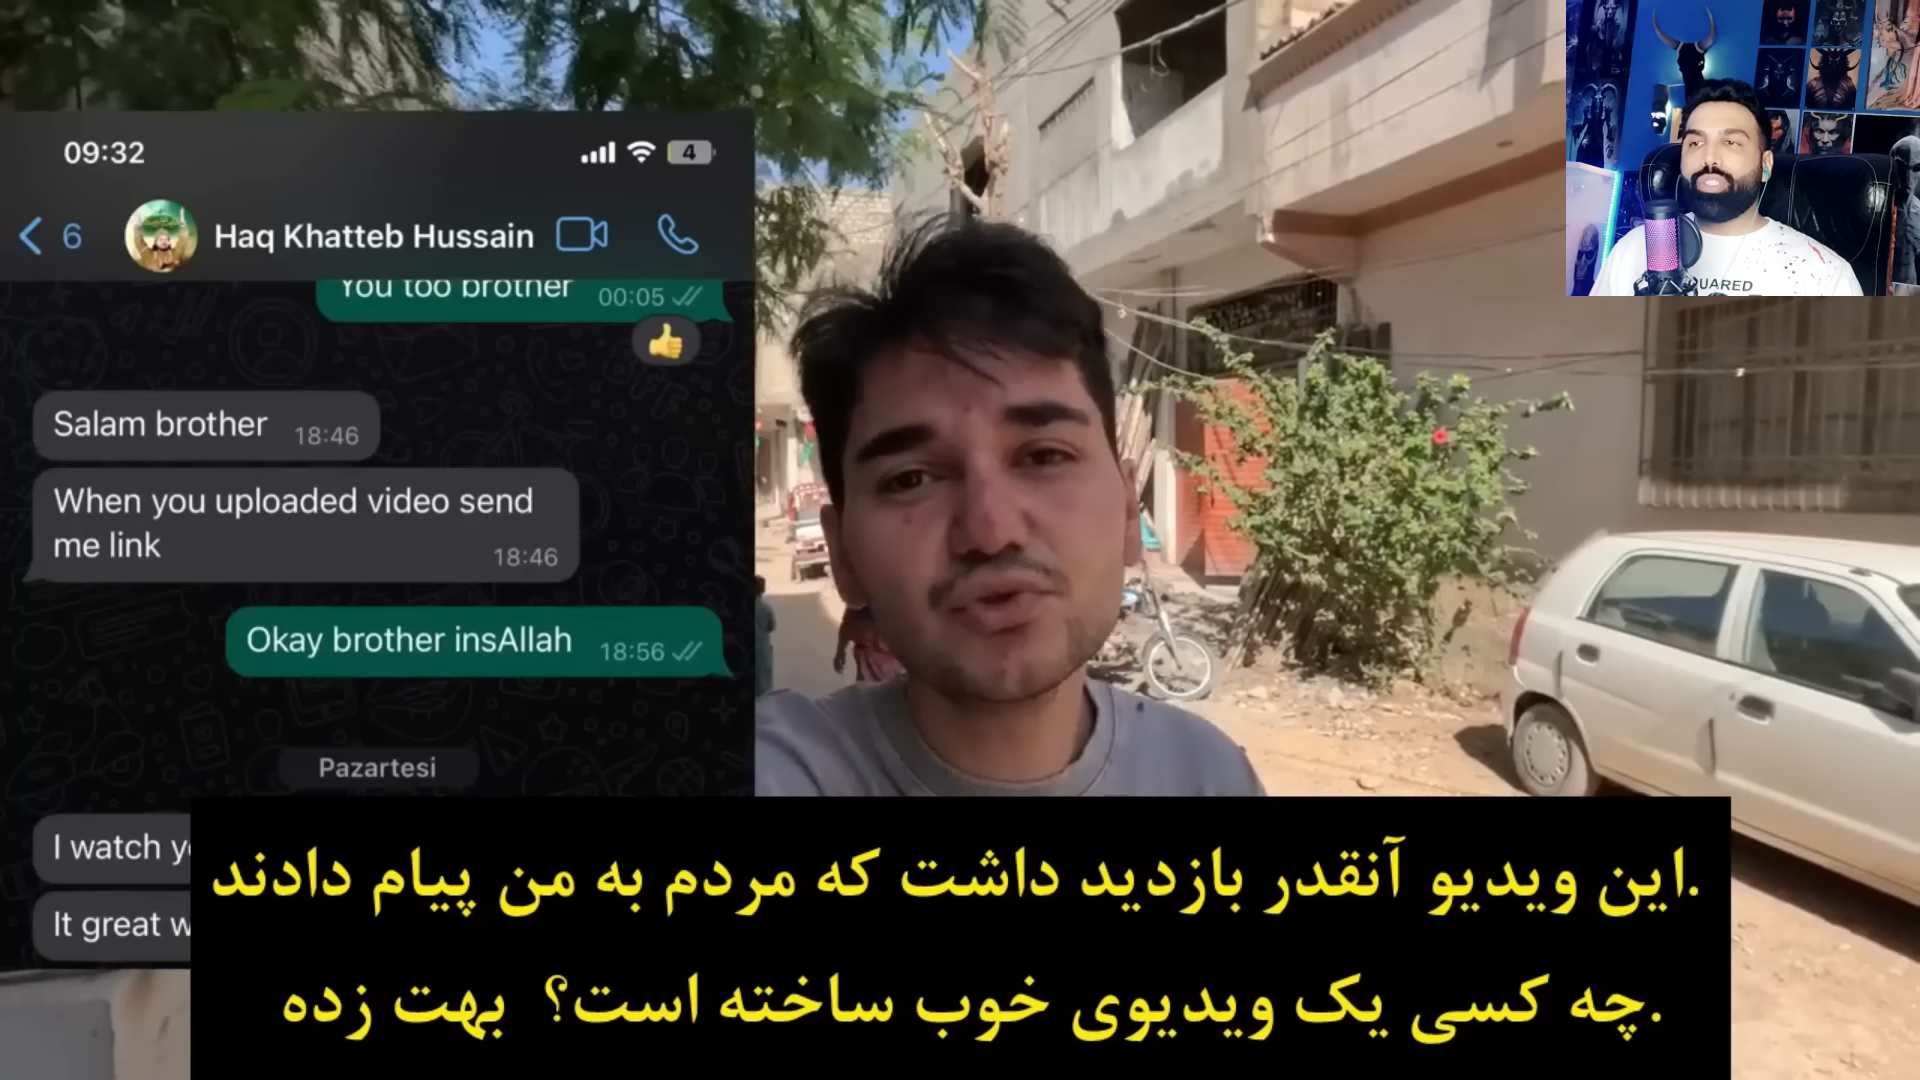 09:32
4
6
Haq Khatteb Hussain
You too brother 00:05
Salam brother 18:46
When you uploaded video send
me link 18:46
Okay brother insAllah 18:56
Pazartesi
I watch
It great
این ویدیو آنقدر بازدید داشت که مردم به من پیام دادند.
چه کسی یک ویدیوی خوب ساخته است؟ بهت زده.